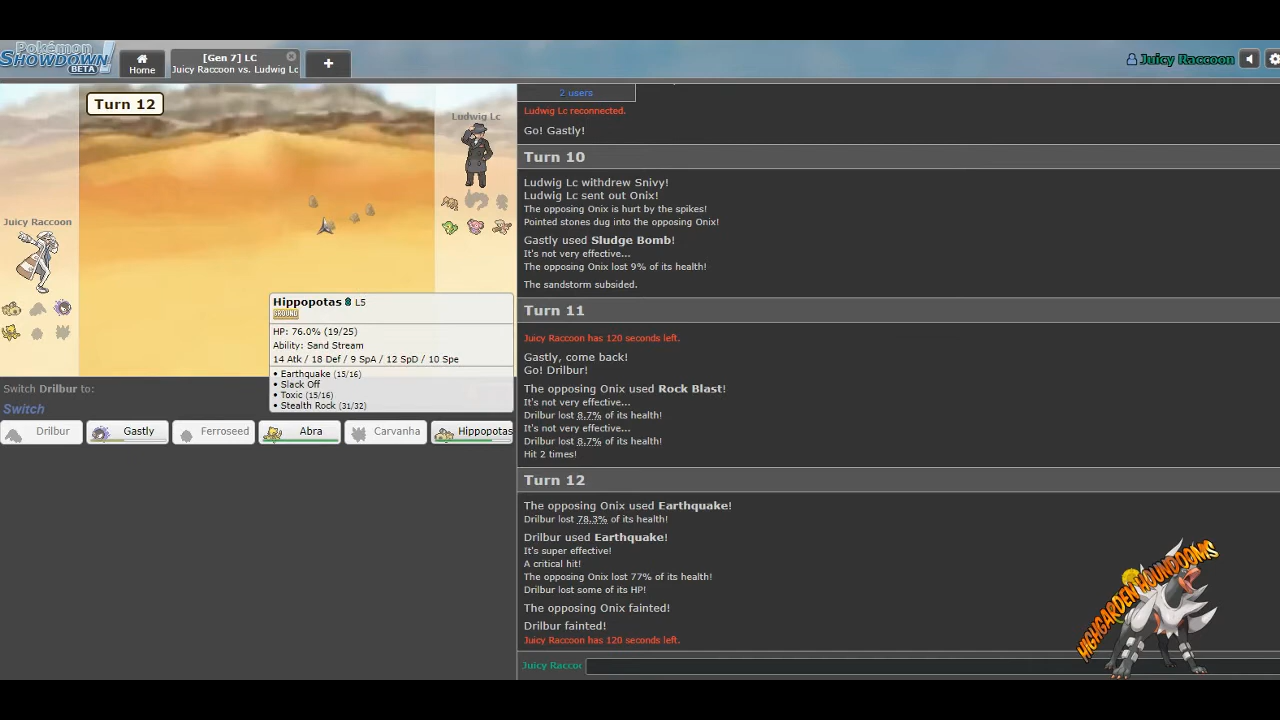 Pokémon
SHOWDOWN
BETA
Home
[Gen 7] LC
Juicy Raccoon vs. Ludwig Lc
+
Juicy Raccoon
Turn 12
Ludwig Lc
Juicy Raccoon
Hippopotas L5
GROUND
HP: 76.0% (19/25)
Ability: Sand Stream
14 Atk / 18 Def / 9 SpA / 12 SpD / 10 Spe
• Earthquake (15/16)
• Slack Off
• Toxic (15/16)
• Stealth Rock (31/32)
Switch Drilbur to:
Switch
Drilbur
Gastly
Ferroseed
Abra
Carvanha
Hippopotas
2 users
Ludwig Lc reconnected.
Go! Gastly!
Turn 10
Ludwig Lc withdrew Snivy!
Ludwig Lc sent out Onix!
The opposing Onix is hurt by the spikes!
Pointed stones dug into the opposing Onix!
Gastly used Sludge Bomb!
It's not very effective...
The opposing Onix lost 9% of its health!
The sandstorm subsided.
Turn 11
Juicy Raccoon has 120 seconds left.
Gastly, come back!
Go! Drilbur!
The opposing Onix used Rock Blast!
It's not very effective...
Drilbur lost 8.7% of its health!
It's not very effective...
Drilbur lost 8.7% of its health!
Hit 2 times!
Turn 12
The opposing Onix used Earthquake!
Drilbur lost 78.3% of its health!
Drilbur used Earthquake!
It's super effective!
A critical hit!
The opposing Onix lost 77% of its health!
Drilbur lost some of its HP!
The opposing Onix fainted!
Drilbur fainted!
Juicy Raccoon has 120 seconds left.
Juicy Raccoo
HIGHGARDEN HOUNDOOMS